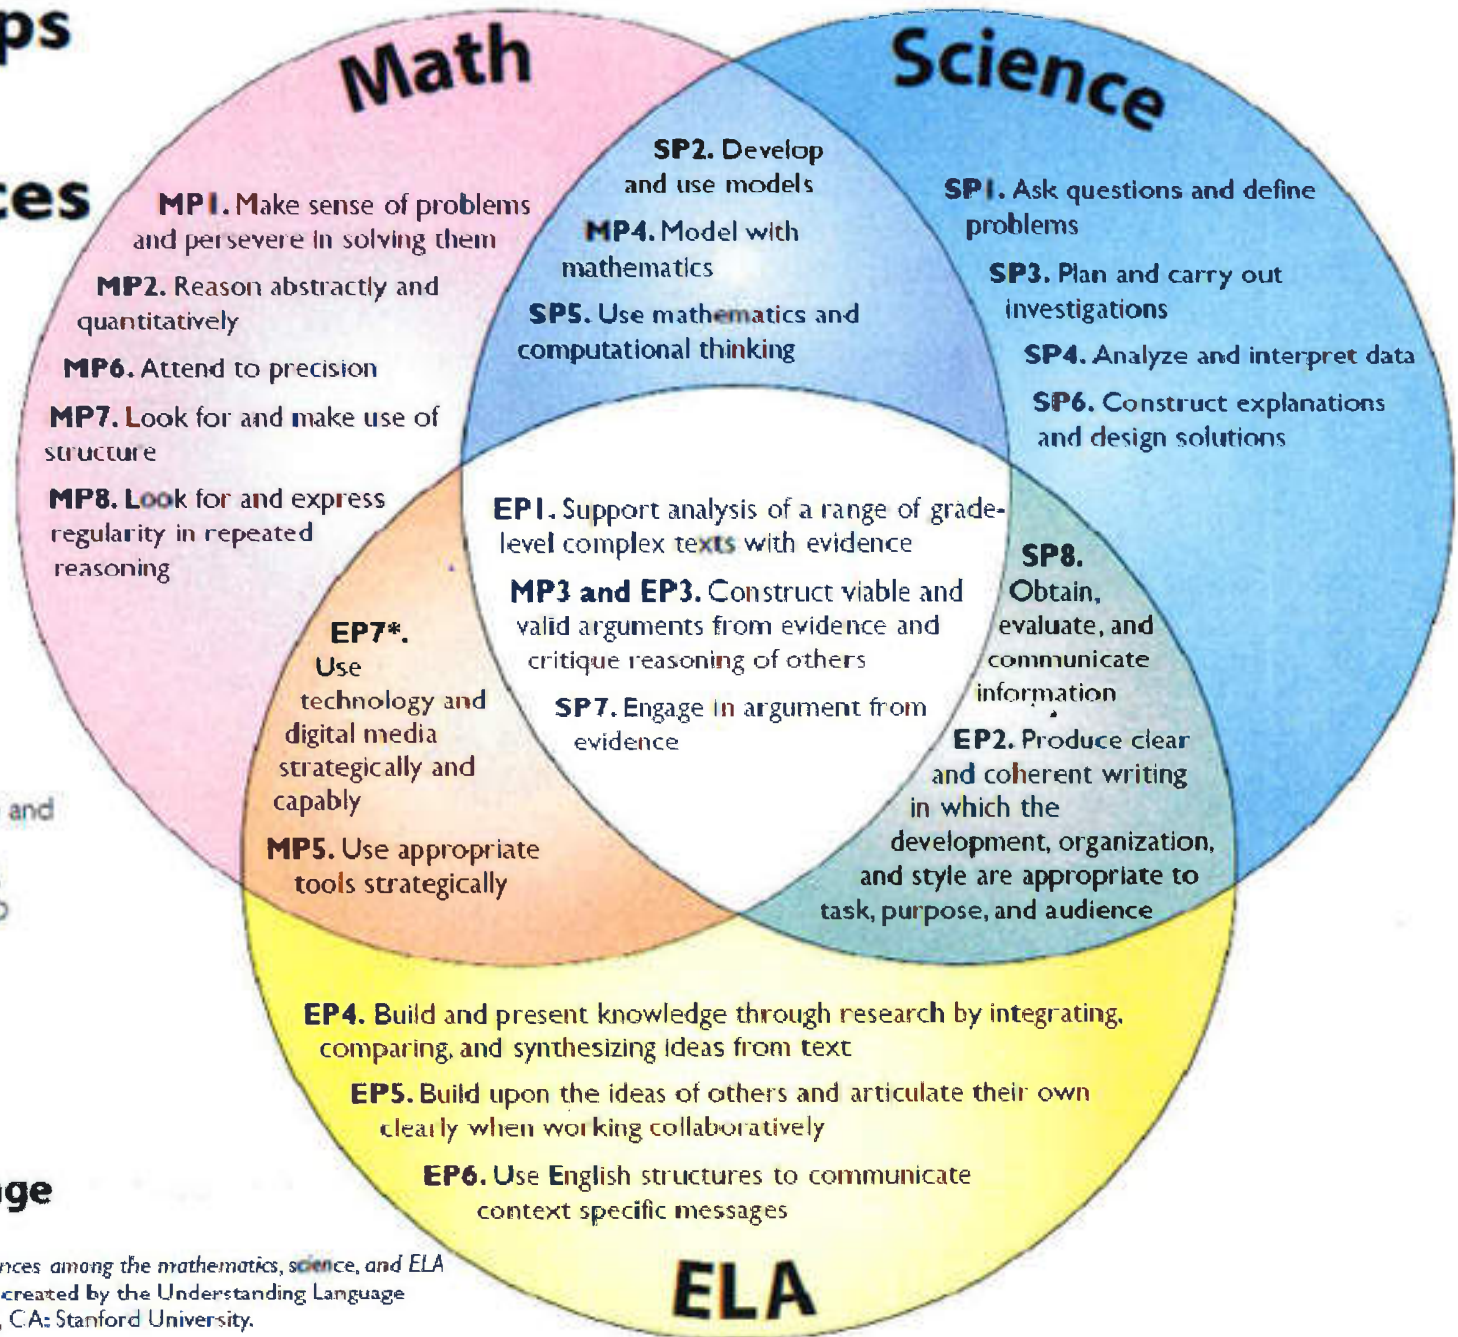 ps
ces
Math
MP1. Make sense of problems
and persevere in solving them
MP2. Reason abstractly and
quantitatively
MP6. Attend to precision
MP7. Look for and make use of
structure
MP8. Look for and express
regularity in repeated
reasoning
SP2. Develop
and use models
MP4. Model with
mathematics
SP5. Use mathematics and
computational thinking
Science
SP1. Ask questions and define
problems
SP3. Plan and carry out
investigations
SP4. Analyze and interpret data
SP6. Construct explanations
and design solutions
EP1. Support analysis of a range of grade-
level complex texts with evidence
MP3 and EP3. Construct viable and
valid arguments from evidence and
critique reasoning of others
SP7. Engage in argument from
evidence
EP7*.
Use
technology and
digital media
strategically and
capably
MP5. Use appropriate
tools strategically
SP8.
Obtain,
evaluate, and
communicate
information
EP2. Produce clear
and coherent writing
in which the
development, organization,
and style are appropriate to
task, purpose, and audience
EP4. Build and present knowledge through research by integrating,
comparing, and synthesizing ideas from text
EP5. Build upon the ideas of others and articulate their own
clearly when working collaboratively
EP6. Use English structures to communicate
context specific messages
ELA
and
ge
nces among the mathematics, science, and ELA
created by the Understanding Language
, CA: Stanford University.